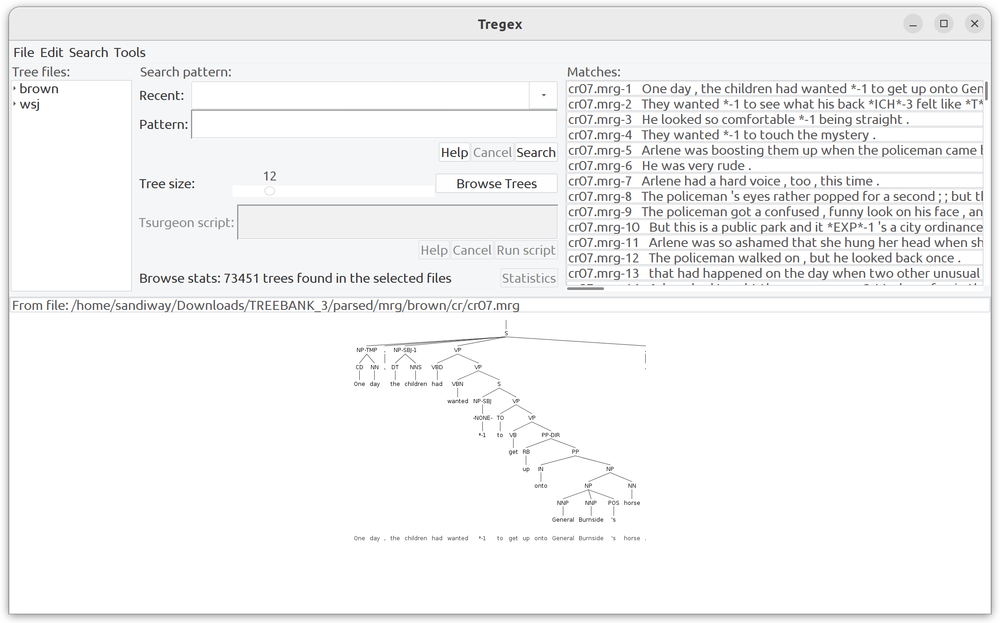 Tregex
File Edit Search Tools
Tree files:
brown
wsj
Search pattern:
Recent:
Pattern:
Help Cancel Search
Tree size:
12
Browse Trees
Tsurgeon script:
Help Cancel Run script
Browse stats: 73451 trees found in the selected files
Statistics
Matches:
cr07.mrg-1 One day , the children had wanted *-1 to get up onto Gen
cr07.mrg-2 They wanted *-1 to see what his back *ICH*-3 felt like *T*
cr07.mrg-3 He looked so comfortable *-1 being straight .
cr07.mrg-4 They wanted *-1 to touch the mystery .
cr07.mrg-5 Arlene was boosting them up when the policeman came
cr07.mrg-6 He was very rude .
cr07.mrg-7 Arlene had a hard voice , too , this time .
cr07.mrg-8 The policeman 's eyes rather popped for a second ; ; but
cr07.mrg-9 The policeman got a confused , funny look on his face , an
cr07.mrg-10 But this is a public park and it *EXP*-1 's a city ordinance
cr07.mrg-11 Arlene was so ashamed that she hung her head when sh
cr07.mrg-12 The policeman walked on , but he looked back once .
cr07.mrg-13 that had happened on the day when two other unusual
From file: /home/sandiway/Downloads/TREEBANK_3/parsed/mrg/brown/cr/cr07.mrg
S
NP-TMP , NP-SBJ-1 VP .
CD NN , DT NNS VBD VP .
One day the children had VBN S
wanted NP-SBJ VP
-NONE- TO VP
*-1 to VB PP-DIR
get RB PP
up IN NP
onto NP NN
NNP NNP POS horse
General Burnside 's
One day , the children had wanted *-1 to get up onto General Burnside 's horse .